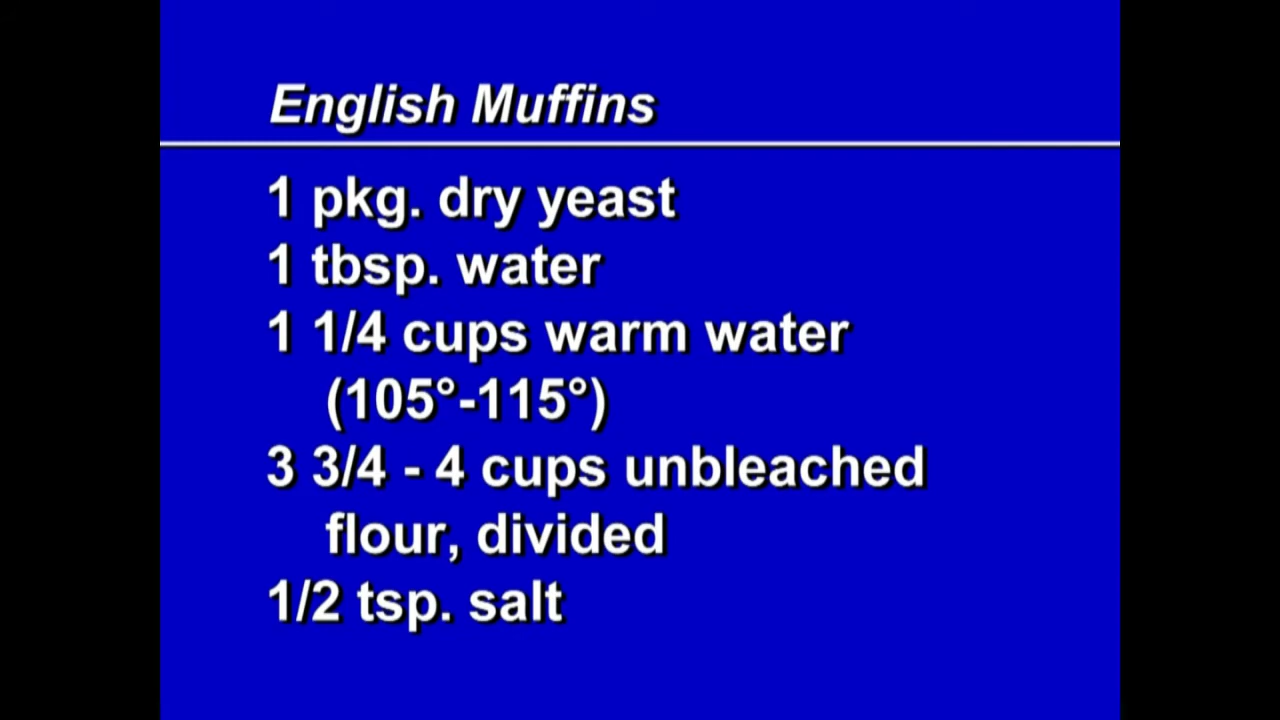 English Muffins
1 pkg. dry yeast
1 tbsp. water
1 1/4 cups warm water
(105°-115°)
3 3/4 - 4 cups unbleached
flour, divided
1/2 tsp. salt